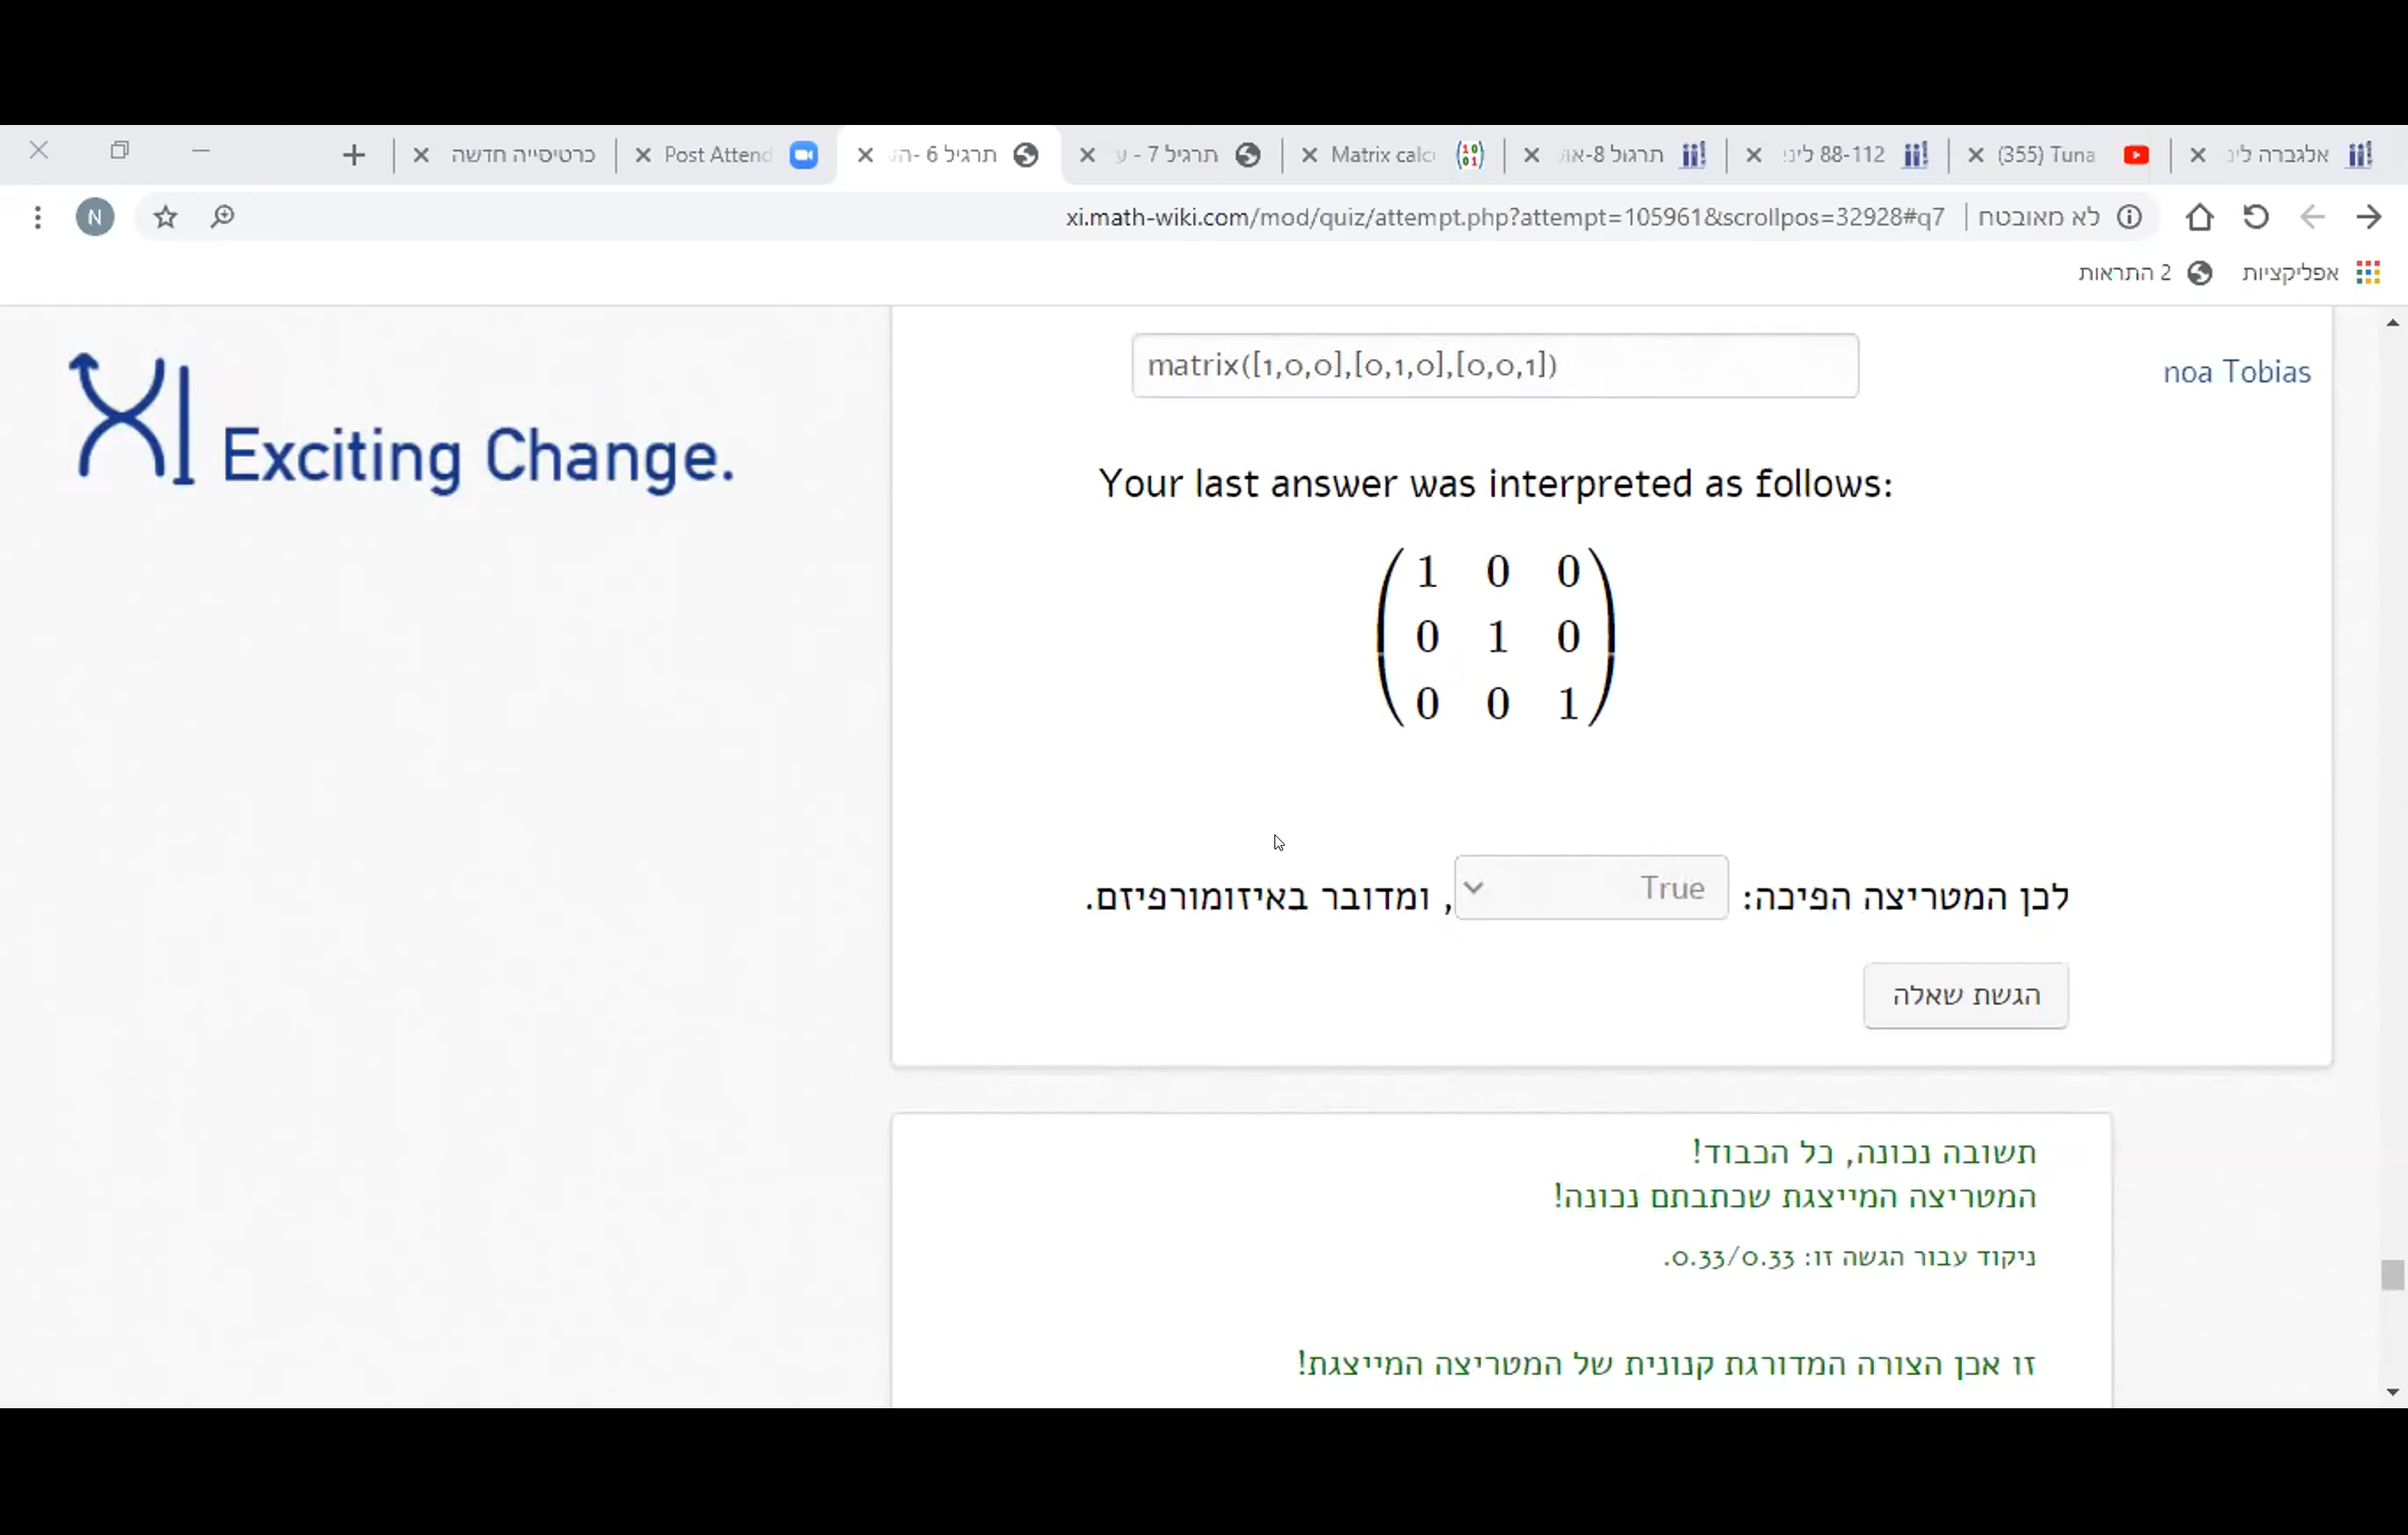 אלגברה לינ
(355) Tuna
88-112 לינ
תרגול 8-או
Matrix calc
תרגיל 7 - ע
תרגיל 6 -ה
Post Attend
כרטיסייה חדשה
N
xi.math-wiki.com/mod/quiz/attempt.php?attempt=105961&scrollpos=32928#q7
לא מאובטח
אפליקציות
2 התראות
XI Exciting Change.
noa Tobias
matrix([1,0,0],[0,1,0],[0,0,1])
Your last answer was interpreted as follows:
1 0 0
0 1 0
0 0 1
לכן המטריצה הפיכה: True, ומדובר באיזומורפיזם.
הגשת שאלה
תשובה נכונה, כל הכבוד!
המטריצה המייצגת שכתבתם נכונה!
ניקוד עבור הגשה זו: 0.33/0.33.
זו אכן הצורה המדורגת קנונית של המטריצה המייצגת!